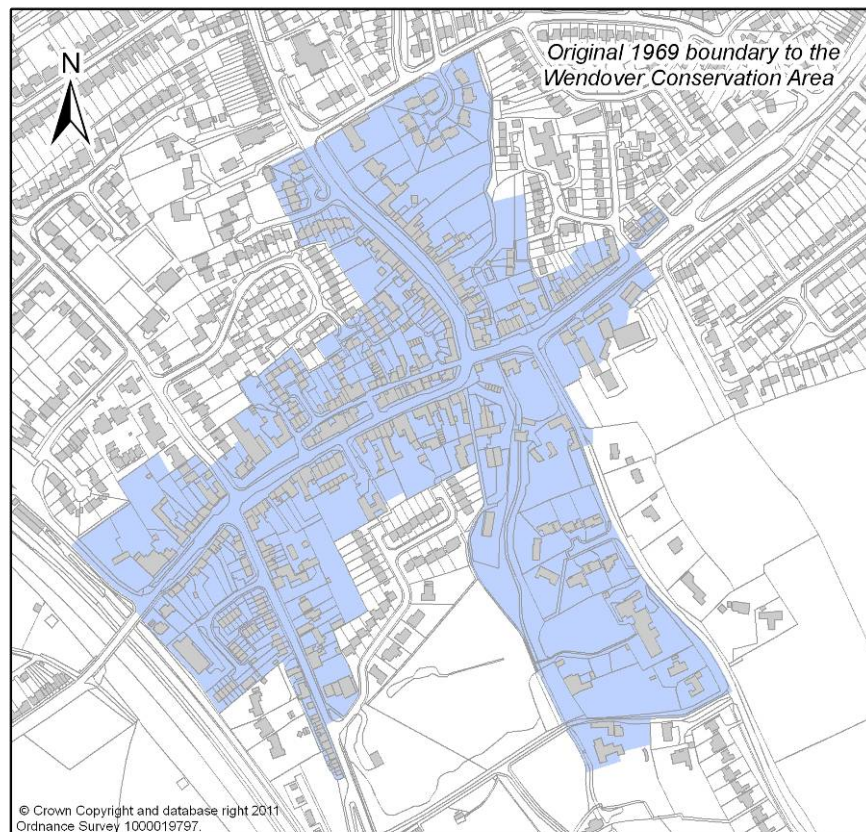 Original 1969 boundary to the
Wendover Conservation Area
N
© Crown Copyright and database right 2011
Ordnance Survey 1000019797.